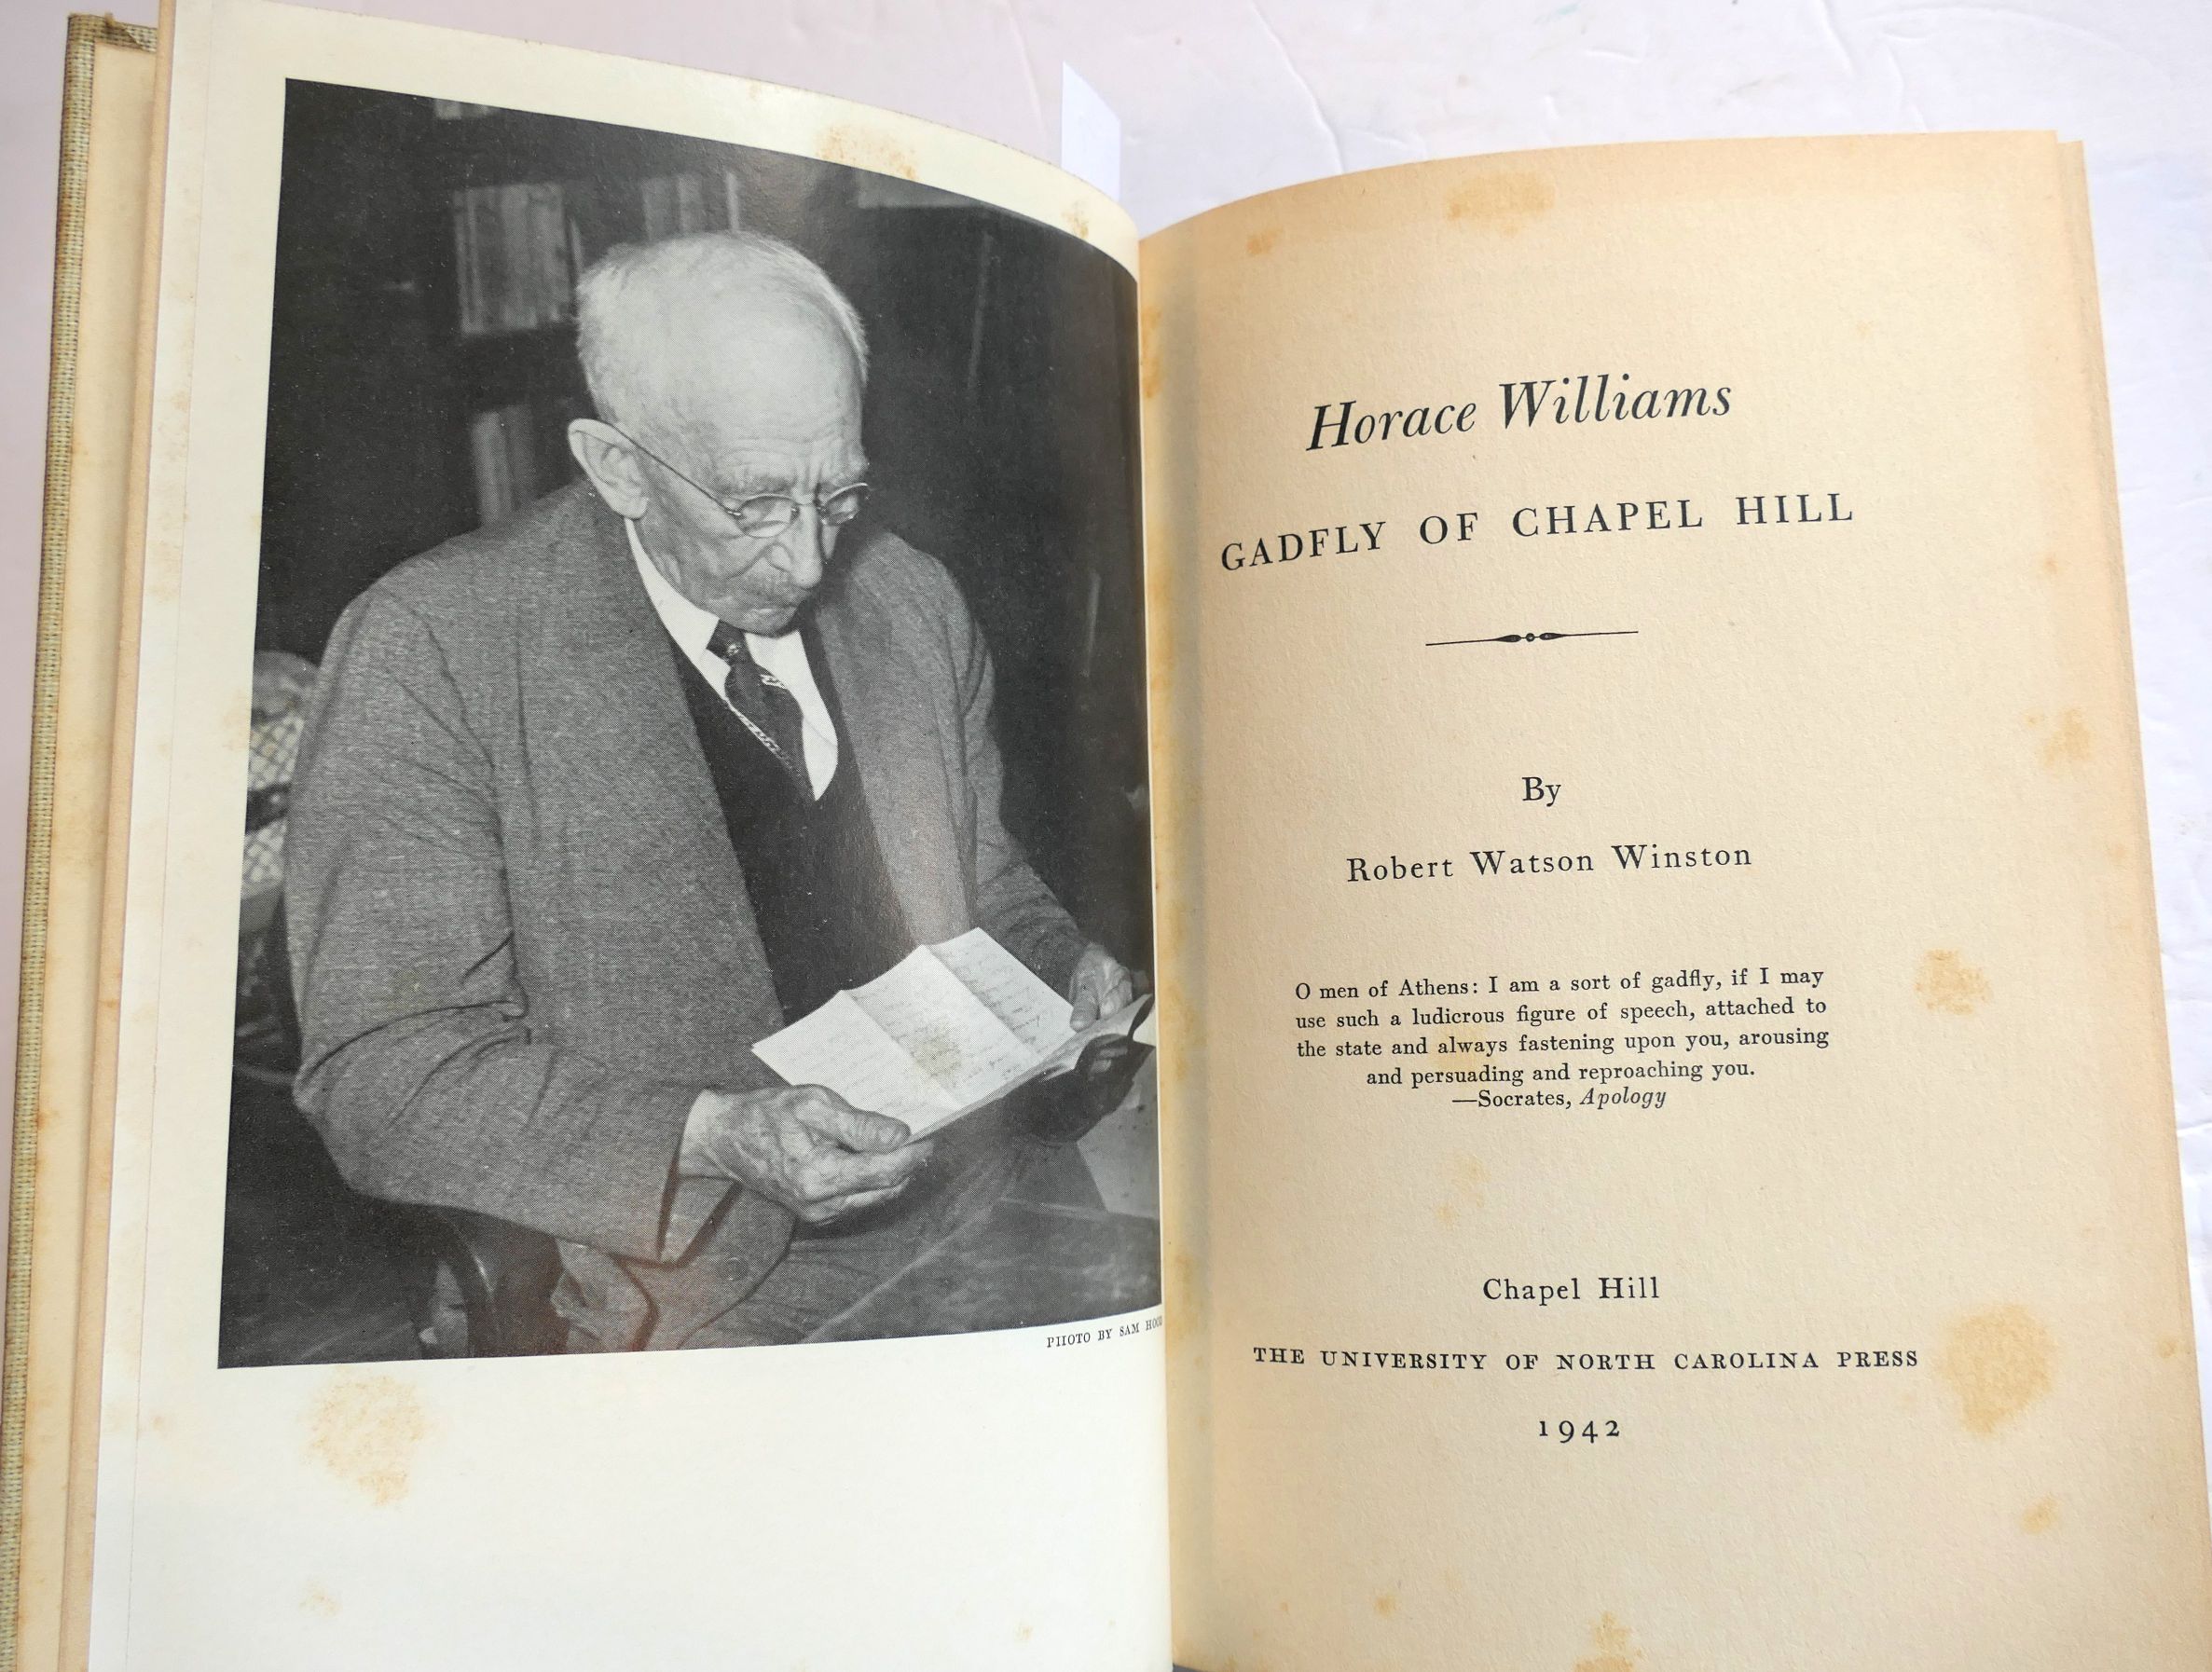 PHOTO BY SAM HOOD
Horace Williams
GADFLY OF CHAPEL HILL
By
Robert Watson Winston
O men of Athens: I am a sort of gadfly, if I may
use such a ludicrous figure of speech, attached to
the state and always fastening upon you, arousing
and persuading and reproaching you.
—Socrates, Apology
Chapel Hill
THE UNIVERSITY OF NORTH CAROLINA PRESS
1942